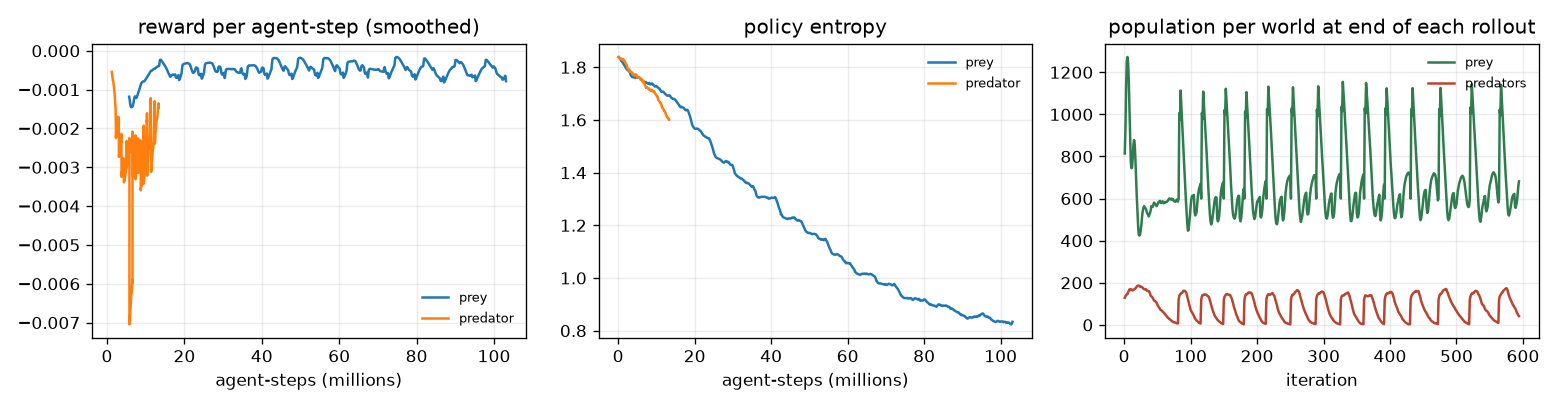 reward per agent-step (smoothed)
0.000
−0.001
−0.002
−0.003
−0.004
−0.005
−0.006
−0.007
prey
predator
0 20 40 60 80 100
agent-steps (millions)
policy entropy
1.8
1.6
1.4
1.2
1.0
0.8
prey
predator
0 20 40 60 80 100
agent-steps (millions)
population per world at end of each rollout
1200
1000
800
600
400
200
0
prey
predators
0 100 200 300 400 500 600
iteration